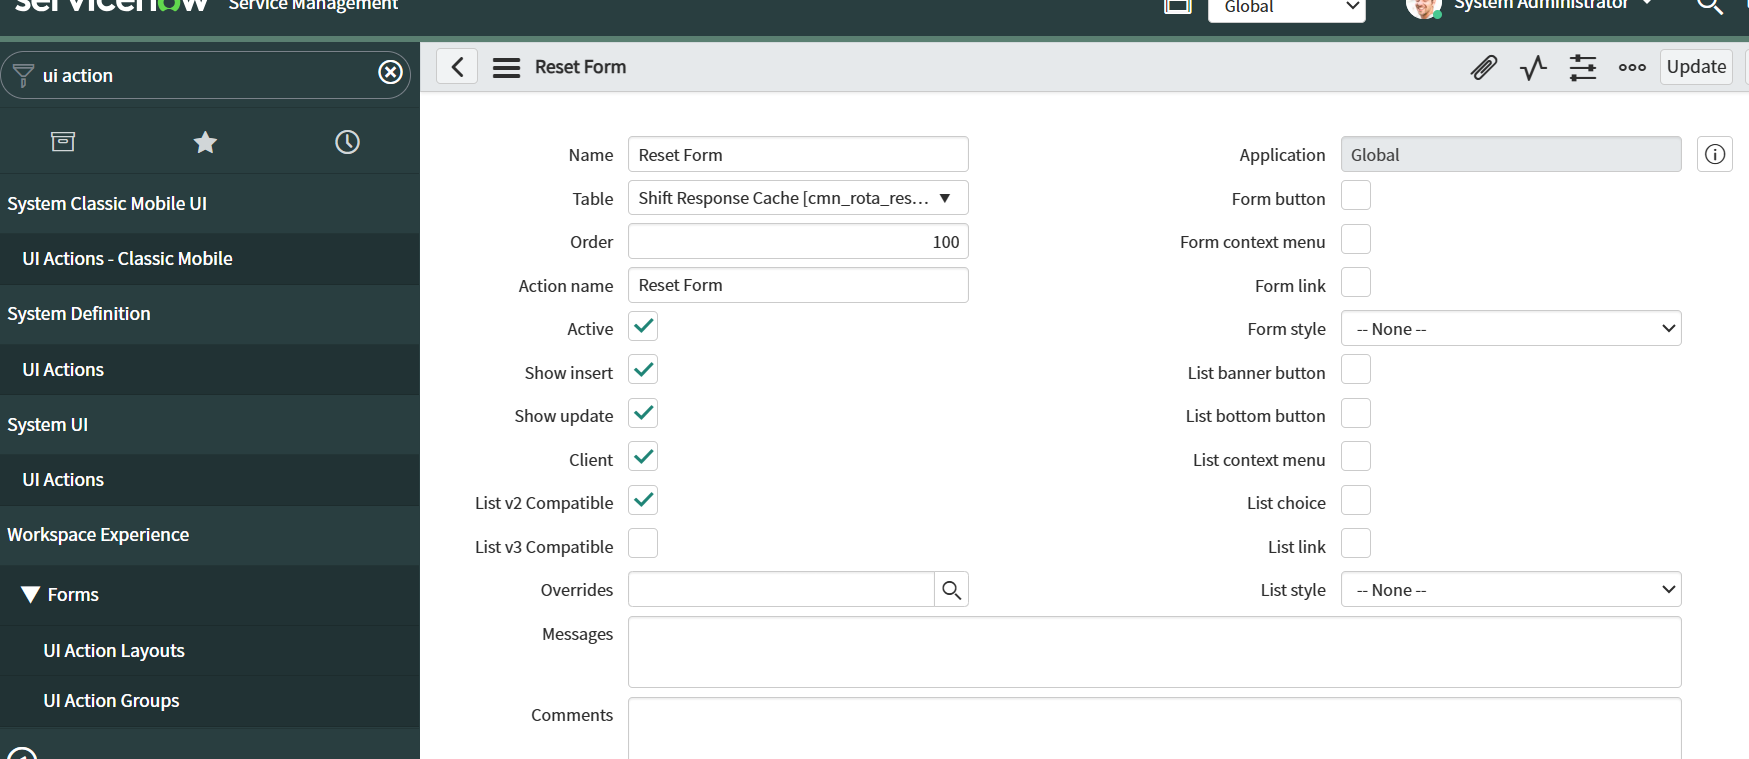 servicenow Service Management
Global
System Administrator
ui action
Reset Form
Update
System Classic Mobile UI
UI Actions - Classic Mobile
System Definition
UI Actions
System UI
UI Actions
Workspace Experience
Forms
UI Action Layouts
UI Action Groups
Name Reset Form
Table Shift Response Cache [cmn_rota_res...
Order 100
Action name Reset Form
Active
Show insert
Show update
Client
List v2 Compatible
List v3 Compatible
Overrides
Messages
Comments
Application Global
Form button
Form context menu
Form link
Form style -- None --
List banner button
List bottom button
List context menu
List choice
List link
List style -- None --